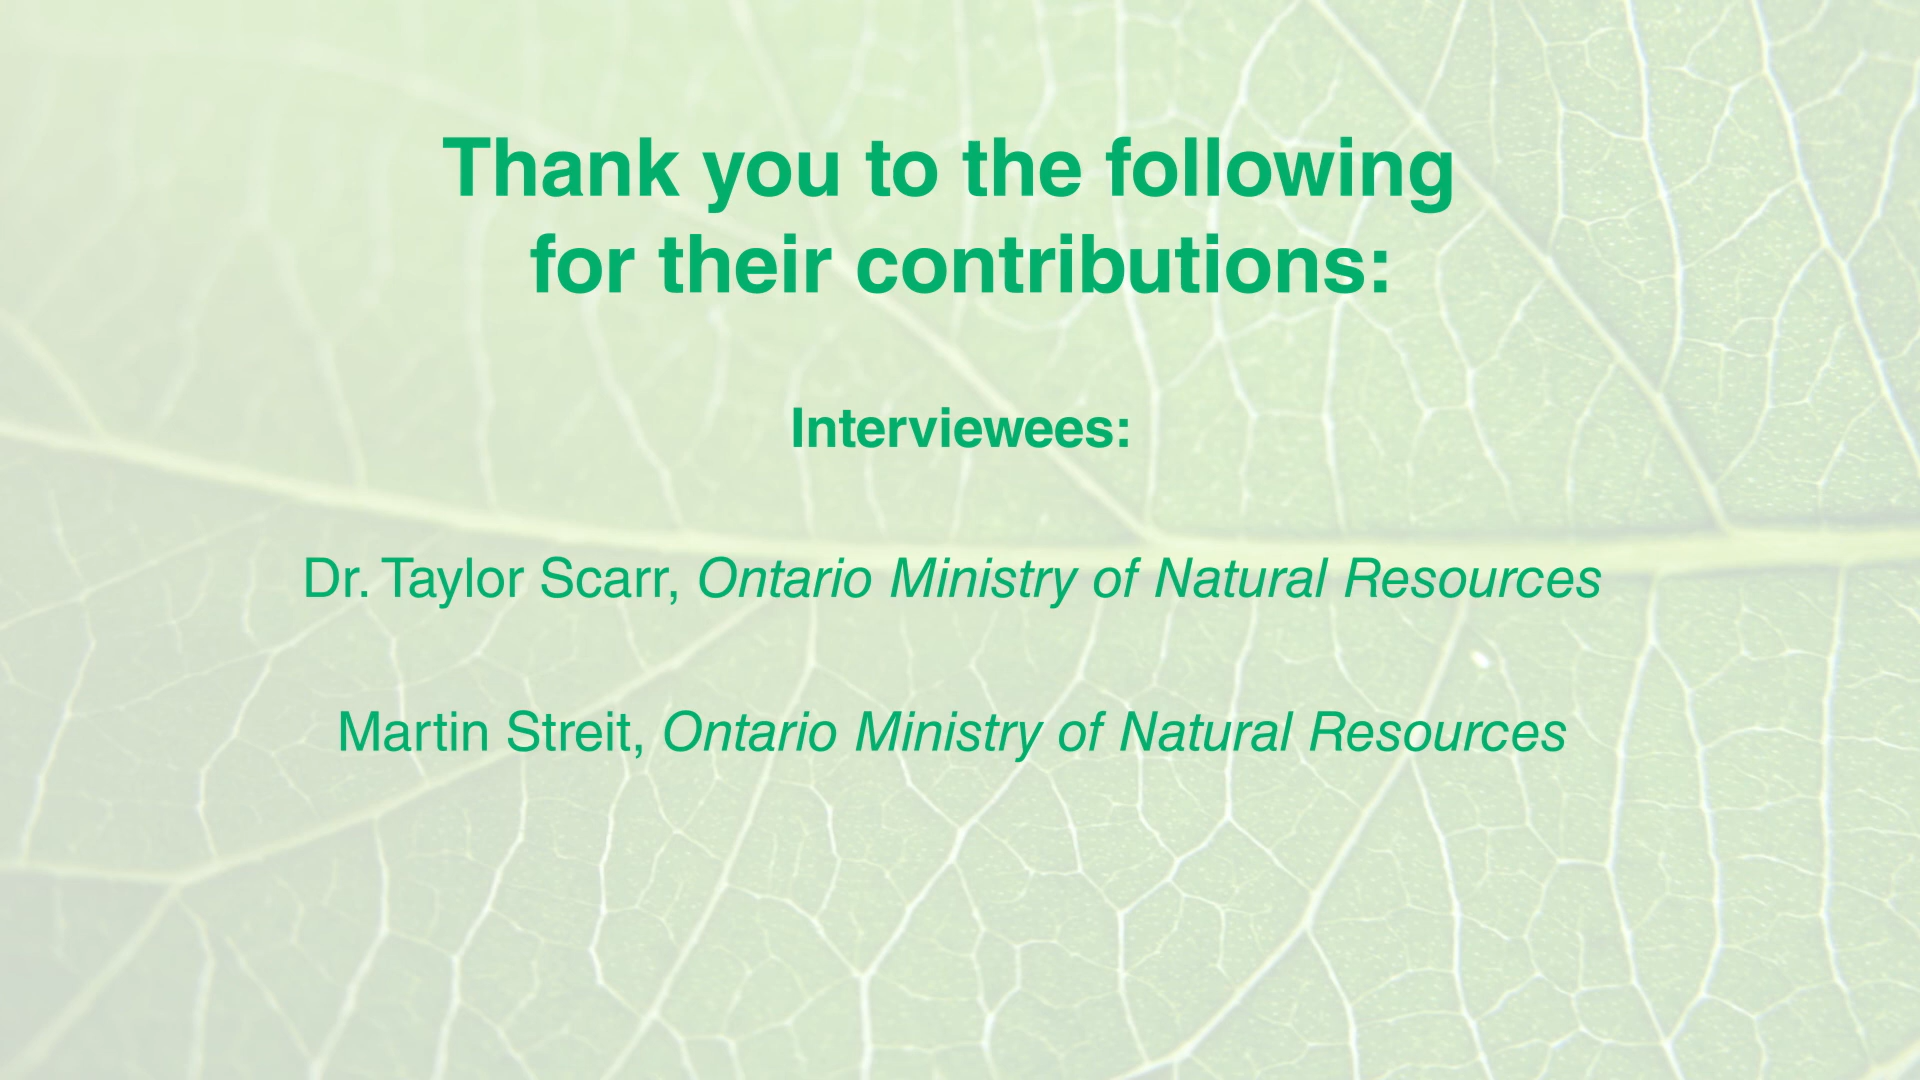 Thank you to the following
for their contributions:
Interviewees:
Dr. Taylor Scarr, Ontario Ministry of Natural Resources
Martin Streit, Ontario Ministry of Natural Resources